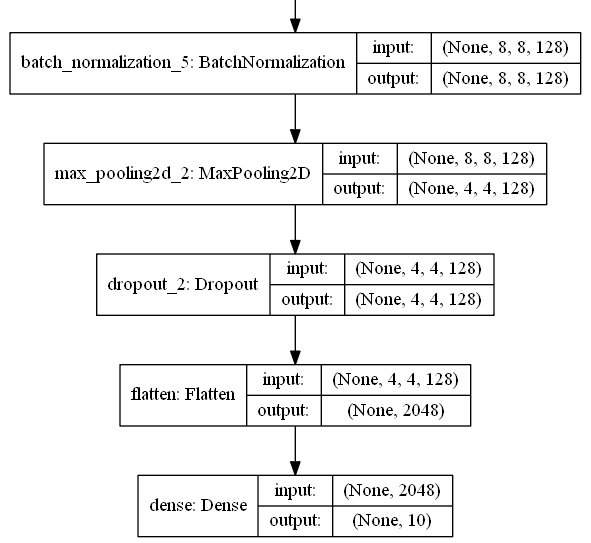 batch_normalization_5: BatchNormalization
input: (None, 8, 8, 128)
output: (None, 8, 8, 128)
max_pooling2d_2: MaxPooling2D
input: (None, 8, 8, 128)
output: (None, 4, 4, 128)
dropout_2: Dropout
input: (None, 4, 4, 128)
output: (None, 4, 4, 128)
flatten: Flatten
input: (None, 4, 4, 128)
output: (None, 2048)
dense: Dense
input: (None, 2048)
output: (None, 10)